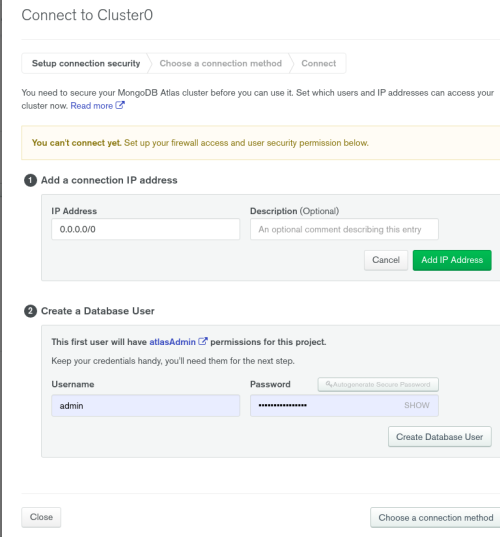 Connect to Cluster0
Setup connection security
Choose a connection method
Connect
You need to secure your MongoDB Atlas cluster before you can use it. Set which users and IP addresses can access your
cluster now. Read more
You can't connect yet. Set up your firewall access and user security permission below.
1 Add a connection IP address
IP Address
Description (Optional)
0.0.0.0/0
An optional comment describing this entry
Cancel
Add IP Address
2 Create a Database User
This first user will have atlasAdmin permissions for this project.
Keep your credentials handy, you'll need them for the next step.
Username
Password
Autogenerate Secure Password
admin
••••••••••••••••
SHOW
Create Database User
Close
Choose a connection method